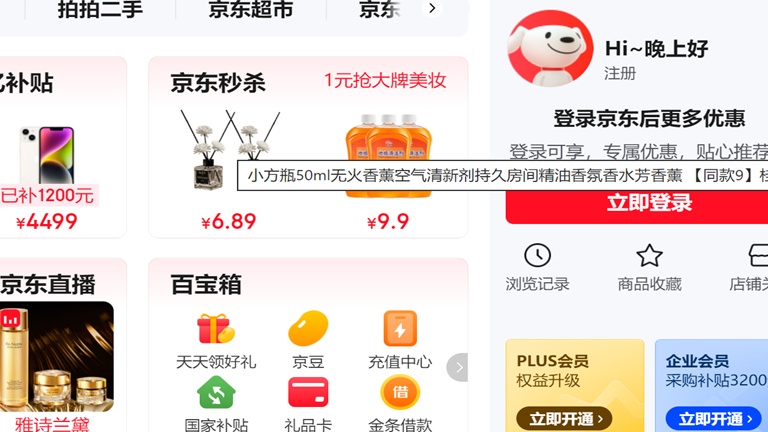 拍拍二手
京东超市
京东
亿补贴
已补1200元
¥4499
京东秒杀
1元抢大牌美妆
¥6.89
¥9.9
小方瓶50ml无火香薰空气清新剂持久房间精油香氛香水芳香薰 【同款9】桂
Hi~晚上好
注册
登录京东后更多优惠
登录可享，专属优惠，贴心推荐
立即登录
浏览记录
商品收藏
店铺关
京东直播
雅诗兰黛
百宝箱
天天领好礼
京豆
充值中心
国家补贴
礼品卡
借
金条借款
PLUS会员
权益升级
立即开通
企业会员
采购补贴3200
立即开通